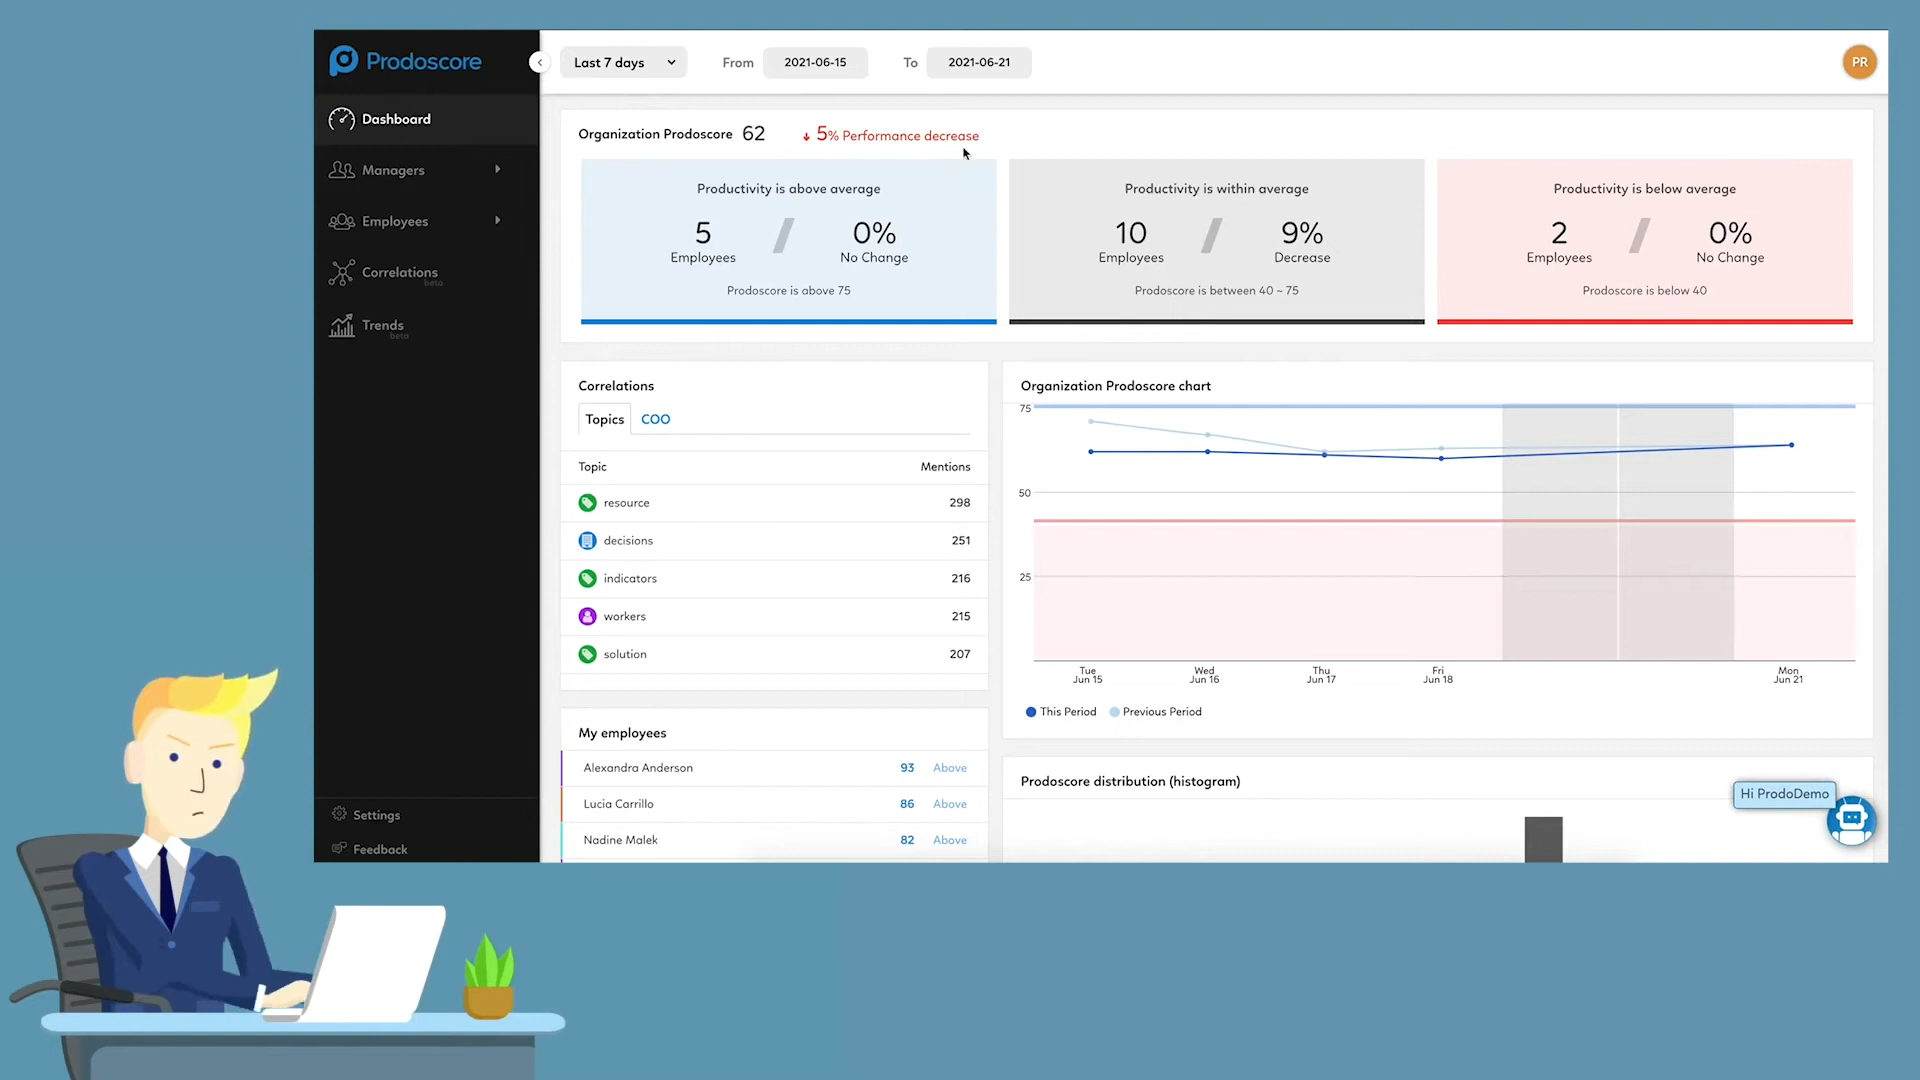 Prodoscore
Last 7 days
From
2021-06-15
To
2021-06-21
PR
Dashboard
Managers
Employees
Correlations
beta
Trends
beta
Settings
Feedback
Organization Prodoscore 62
5% Performance decrease
Productivity is above average
5
Employees
0%
No Change
Prodoscore is above 75
Productivity is within average
10
Employees
9%
Decrease
Prodoscore is between 40 ~ 75
Productivity is below average
2
Employees
0%
No Change
Prodoscore is below 40
Correlations
Topics COO
Topic Mentions
resource 298
decisions 251
indicators 216
workers 215
solution 207
Organization Prodoscore chart
75
50
25
Tue
Jun 15
Wed
Jun 16
Thu
Jun 17
Fri
Jun 18
Mon
Jun 21
This Period Previous Period
My employees
Alexandra Anderson 93 Above
Lucia Carrillo 86 Above
Nadine Malek 82 Above
Prodoscore distribution (histogram)
Hi ProdoDemo